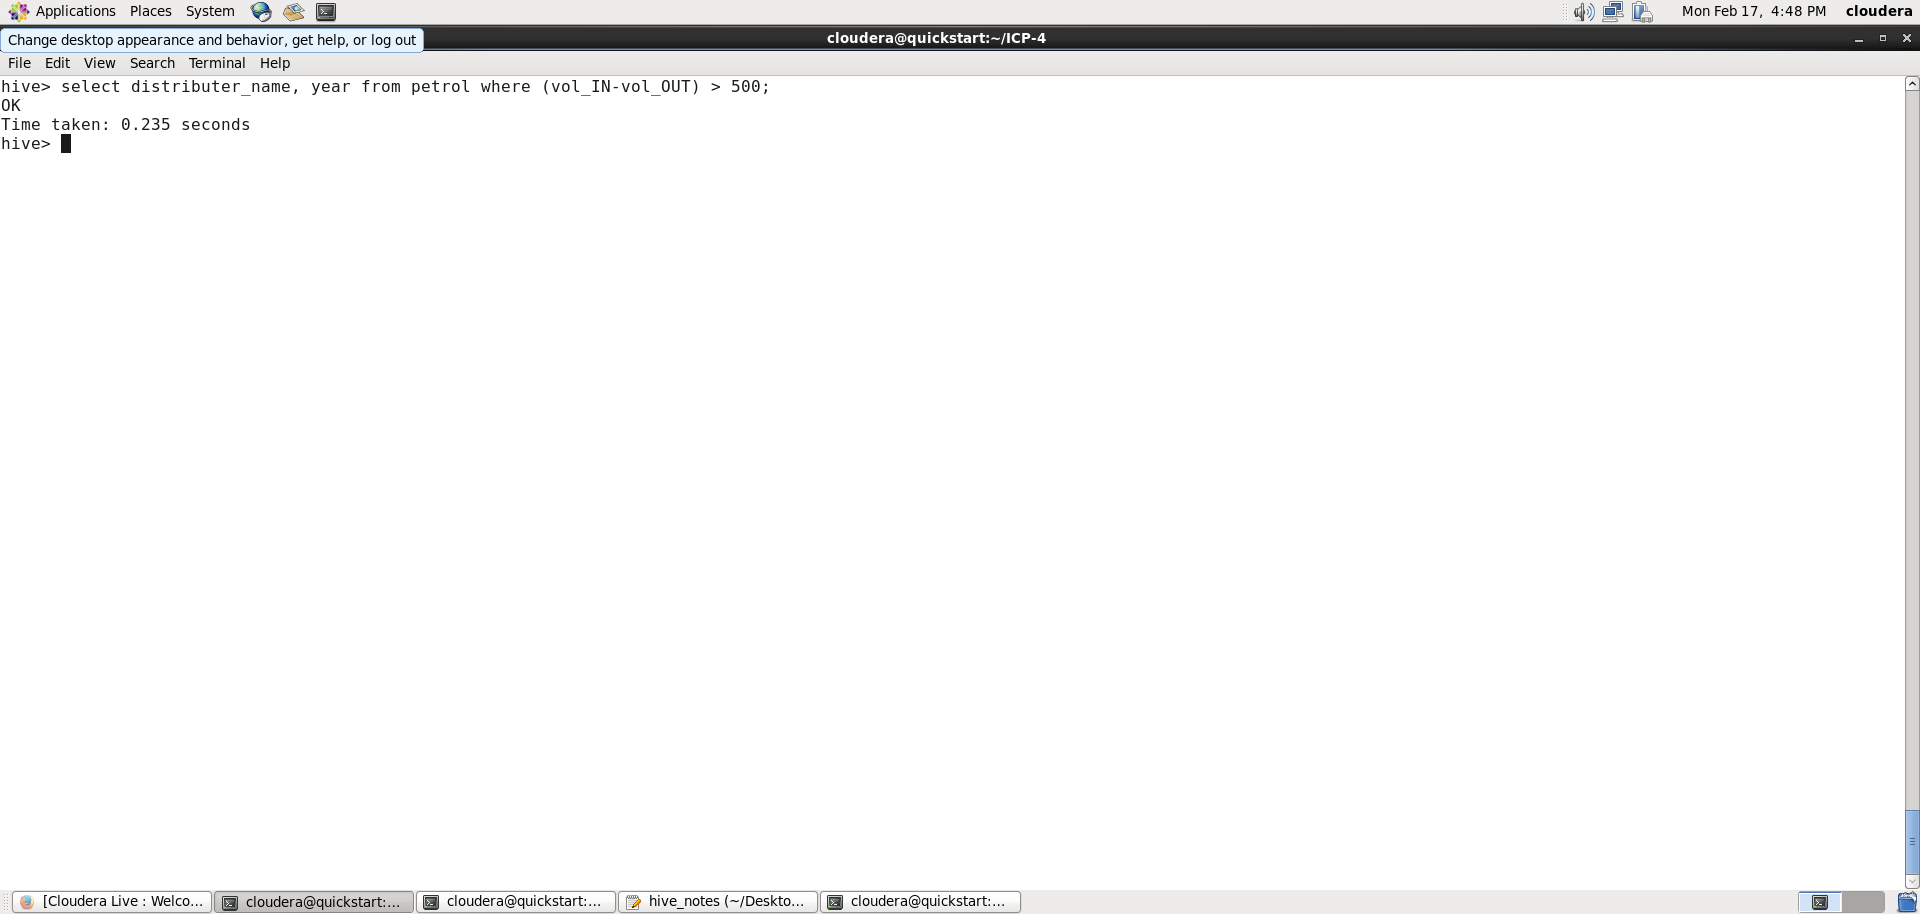 Applications Places System Mon Feb 17, 4:48 PM cloudera
Change desktop appearance and behavior, get help, or log out
cloudera@quickstart:~/ICP-4
File Edit View Search Terminal Help
hive> select distributer_name, year from petrol where (vol_IN-vol_OUT) > 500;
OK
Time taken: 0.235 seconds
hive>
[Cloudera Live : Welco... cloudera@quickstart:... cloudera@quickstart:... hive_notes (~/Deskto... cloudera@quickstart:...